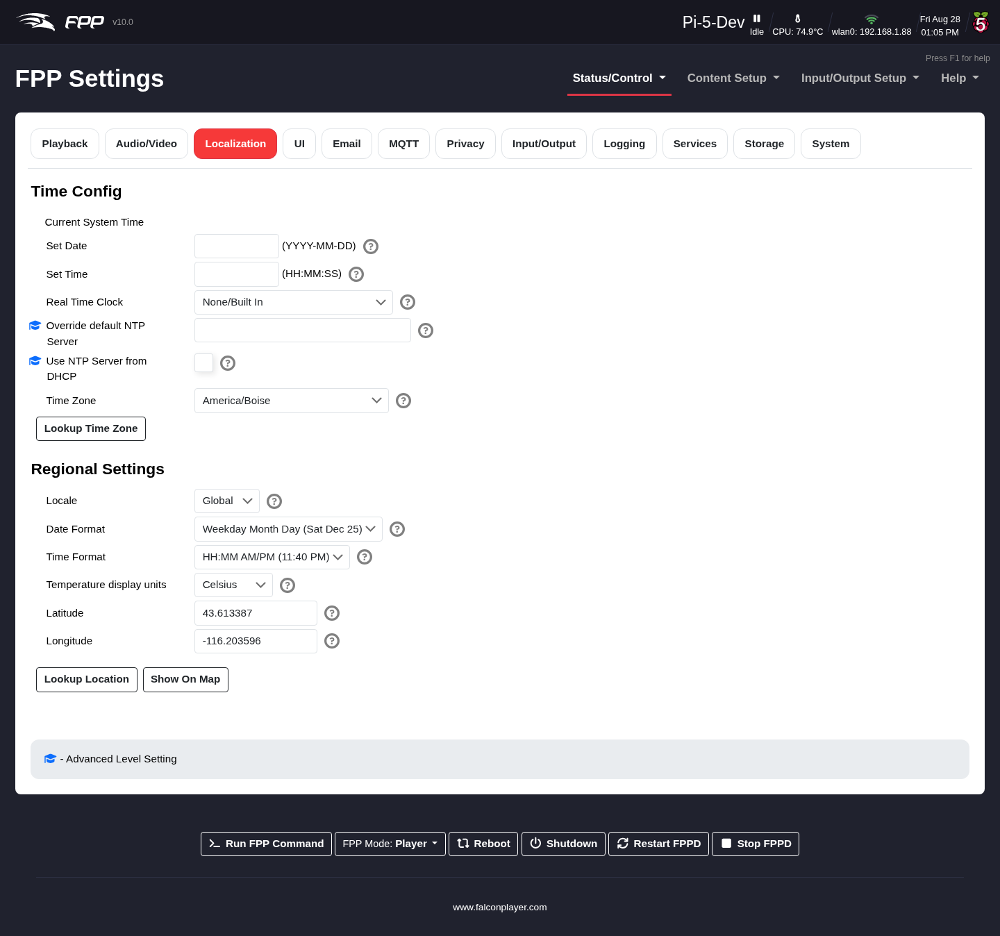 FPP v10.0
Pi-5-Dev
Idle
CPU: 74.9°C
wlan0: 192.168.1.88
Fri Aug 28
01:05 PM
5
Press F1 for help
FPP Settings
Status/Control Content Setup Input/Output Setup Help
Playback Audio/Video Localization UI Email MQTT Privacy Input/Output Logging Services Storage System
Time Config
Current System Time
Set Date (YYYY-MM-DD) ?
Set Time (HH:MM:SS) ?
Real Time Clock None/Built In ?
Override default NTP
Server ?
Use NTP Server from
DHCP ?
Time Zone America/Boise ?
Lookup Time Zone
Regional Settings
Locale Global ?
Date Format Weekday Month Day (Sat Dec 25) ?
Time Format HH:MM AM/PM (11:40 PM) ?
Temperature display units Celsius ?
Latitude 43.613387 ?
Longitude -116.203596 ?
Lookup Location Show On Map
- Advanced Level Setting
Run FPP Command FPP Mode: Player Reboot Shutdown Restart FPPD Stop FPPD
www.falconplayer.com